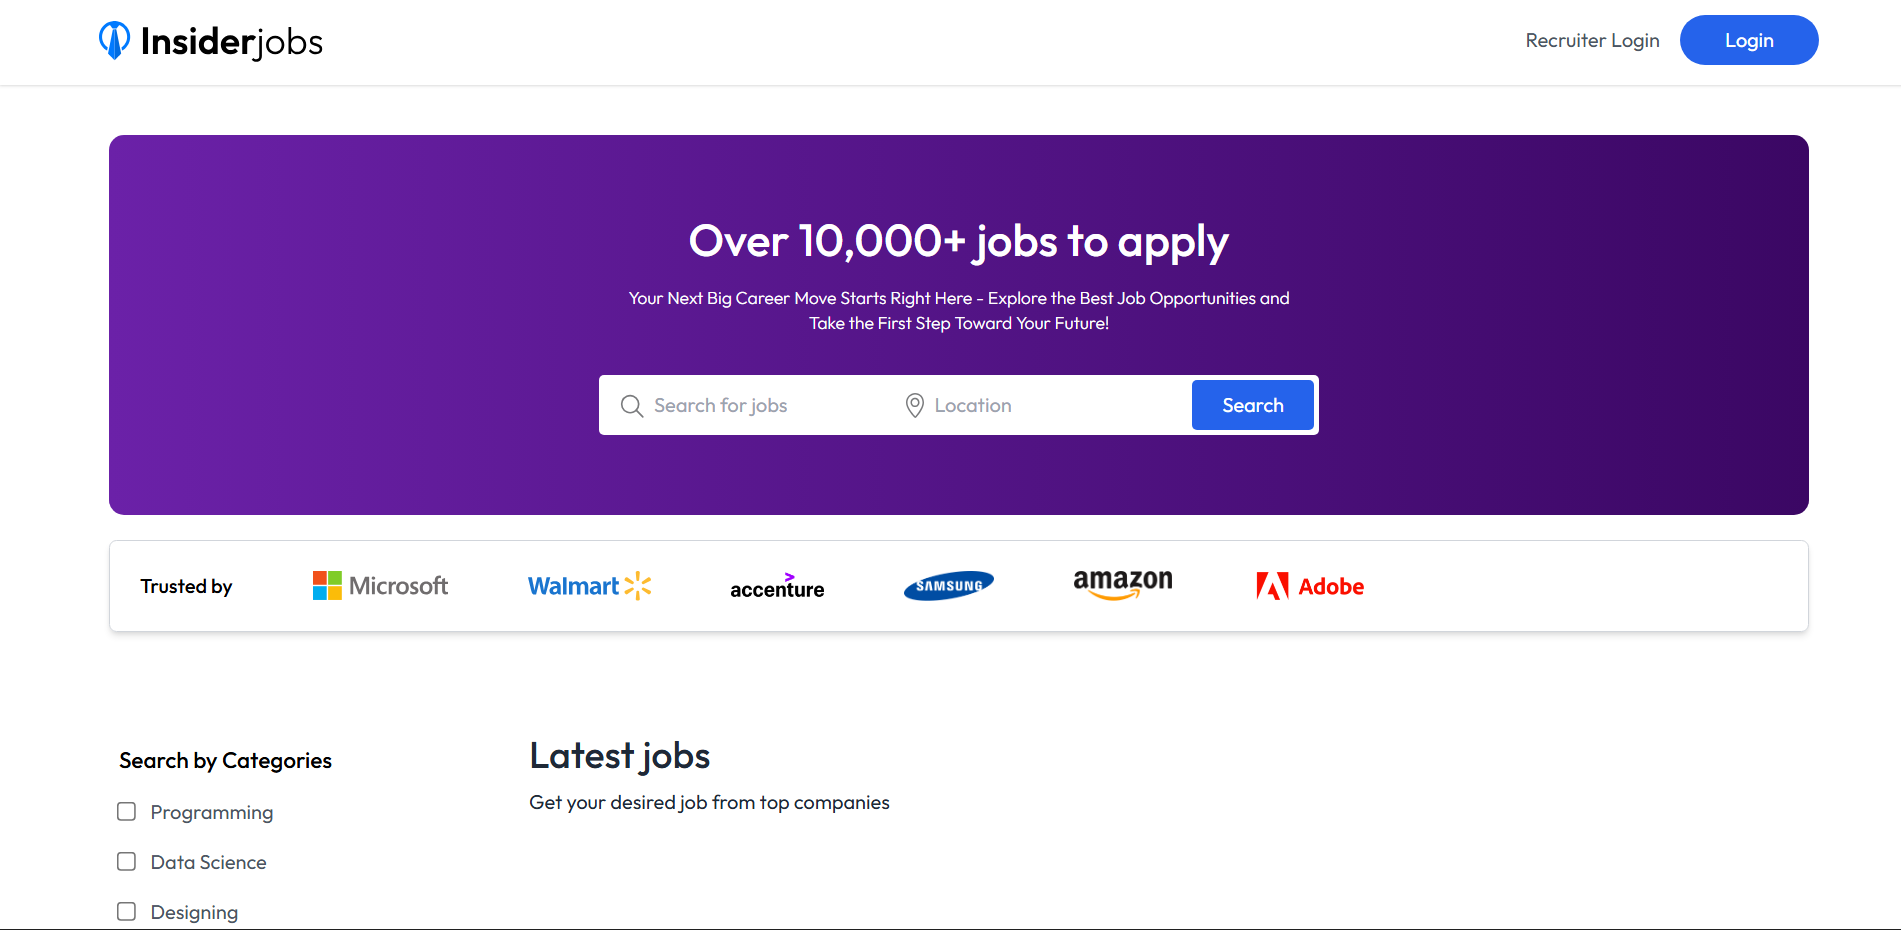 Insiderjobs
Recruiter Login
Login
Over 10,000+ jobs to apply
Your Next Big Career Move Starts Right Here - Explore the Best Job Opportunities and
Take the First Step Toward Your Future!
Search for jobs
Location
Search
Trusted by
Microsoft
Walmart
accenture
SAMSUNG
amazon
Adobe
Search by Categories
Programming
Data Science
Designing
Latest jobs
Get your desired job from top companies